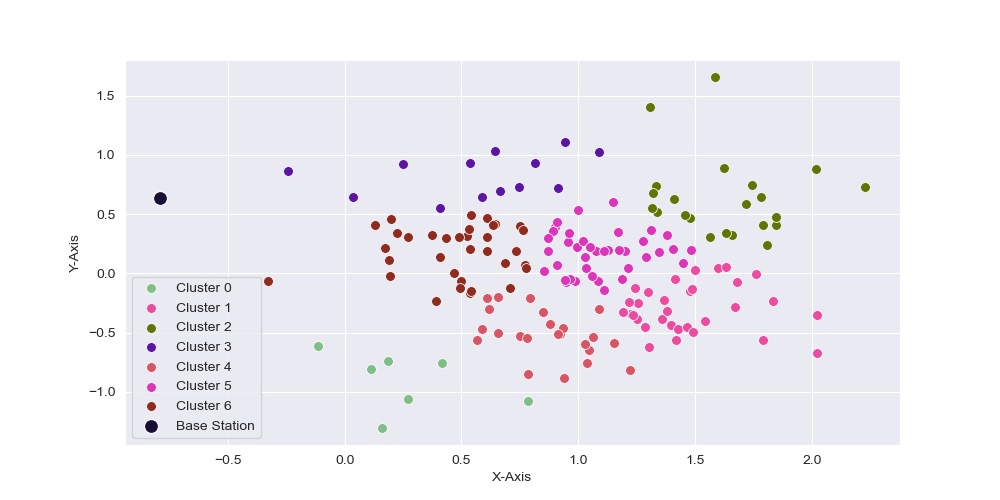 1.5
1.0
0.5
0.0
−0.5
−1.0
Y-Axis
Cluster 0
Cluster 1
Cluster 2
Cluster 3
Cluster 4
Cluster 5
Cluster 6
Base Station
−0.5
0.0
0.5
1.0
1.5
2.0
X-Axis